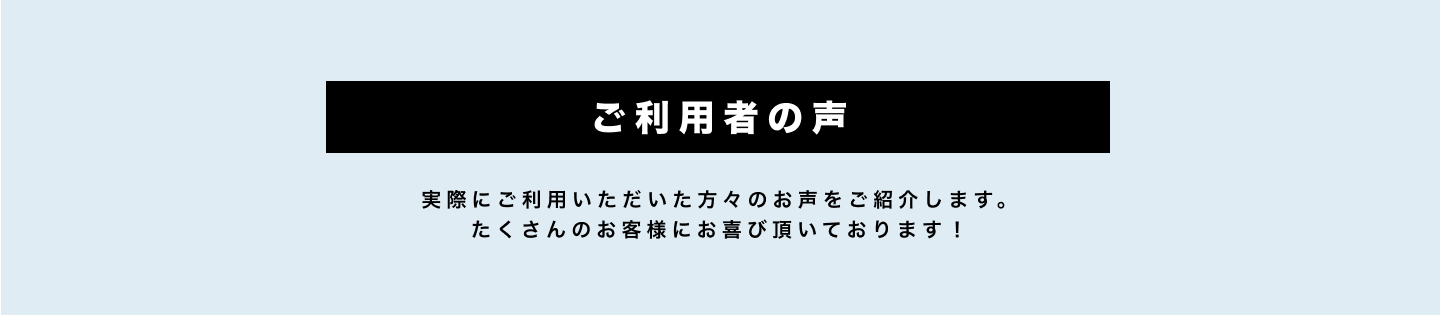 ご利用者の声
実際にご利用いただいた方々のお声をご紹介します。
たくさんのお客様にお喜び頂いております！